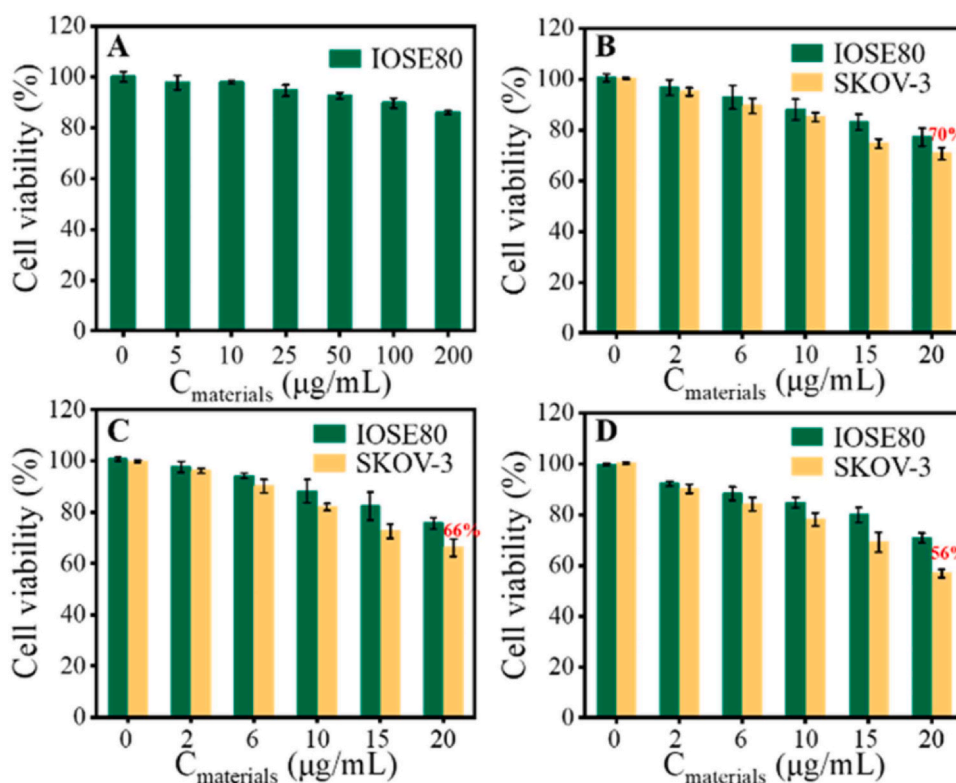 A
IOSE80
120
100
80
60
40
20
0
Cell viability (%)
0 5 10 25 50 100 200
Cmaterials (μg/mL)
B
IOSE80
SKOV-3
120
100
80
60
40
20
0
Cell viability (%)
70%
0 2 6 10 15 20
Cmaterials (μg/mL)
C
IOSE80
SKOV-3
120
100
80
60
40
20
0
Cell viability (%)
66%
0 2 6 10 15 20
Cmaterials (μg/mL)
D
IOSE80
SKOV-3
120
100
80
60
40
20
0
Cell viability (%)
56%
0 2 6 10 15 20
Cmaterials (μg/mL)